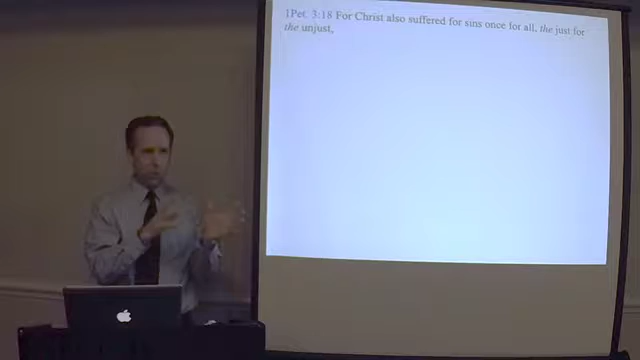 1Pet. 3:18 For Christ also suffered for sins once for all, the just for
the unjust,